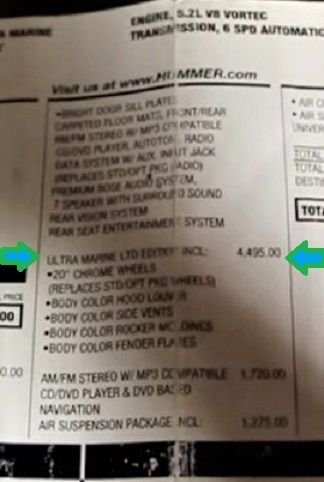 MARINE
ENGINE, 6.2L V8 VORTEC
TRANSMISSION, 6 SPD AUTOMATIC
Visit us at www.HUMMER.com
•BRIGHT DOOR SILL PLATES
CARPETED FLOOR MATS, FRONT/REAR
AM/FM STEREO W/ MP3 COMPATIBLE
CD/DVD PLAYER, AUTOTONE RADIO
DATA SYSTEM W/ AUX. INPUT JACK
(REPLACES STD/OPT PKG RADIO)
PREMIUM BOSE AUDIO SYSTEM,
7 SPEAKER WITH SURROUND SOUND
REAR VISION SYSTEM
REAR SEAT ENTERTAINMENT SYSTEM
ULTRA MARINE LTD EDITION INCL: 4,495.00
•20" CHROME WHEELS
(REPLACES STD/OPT PKG WHEELS)
•BODY COLOR HOOD LOUVER
•BODY COLOR SIDE VENTS
•BODY COLOR ROCKER MOLDINGS
•BODY COLOR FENDER FLARES
AM/FM STEREO W/ MP3 COMPATIBLE 1,720.00
CD/DVD PLAYER & DVD BASED
NAVIGATION
AIR SUSPENSION PACKAGE INCL: 1,375.00
• AIR
• AIR
UNIVER
TOTAL
TOTAL
DESTI
TOTA
PRICE
00
0.00